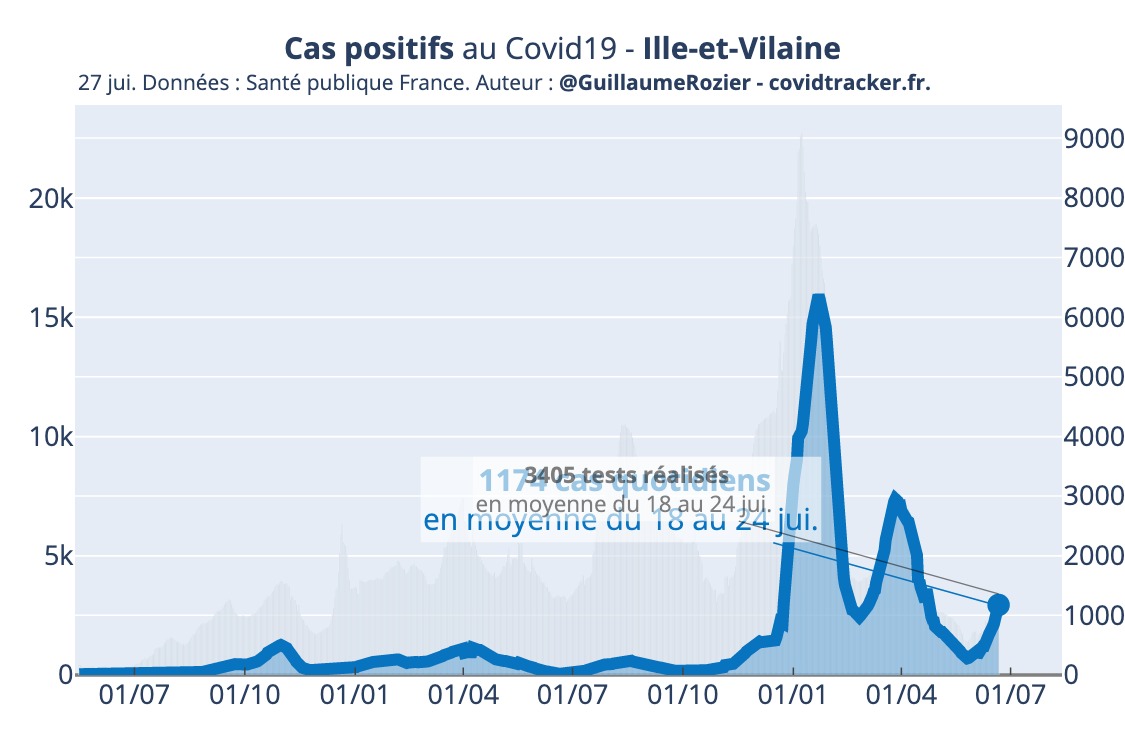 Cas positifs au Covid19 - Ille-et-Vilaine
27 jui. Données : Santé publique France. Auteur : @GuillaumeRozier - covidtracker.fr.
9000
20k
8000
7000
15k
6000
5000
10k
4000
3405 tests réalisés
1174 cas quotidiens
3000
en moyenne du 18 au 24 jui.
en moyenne du 18 au 24 jui.
5k
2000
1000
0
0
01/07
01/10
01/01
01/04
01/07
01/10
01/01
01/04
01/07